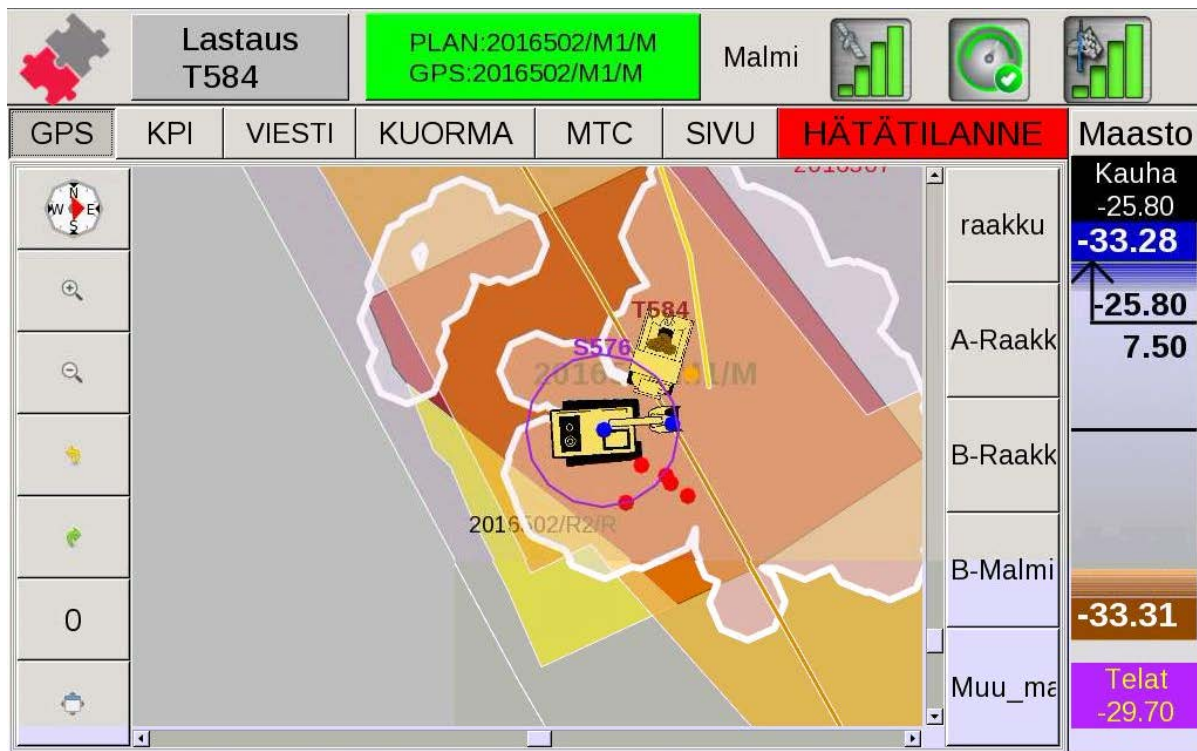 Lastaus
T584
PLAN:2016502/M1/M
GPS:2016502/M1/M
Malmi
GPS
KPI
VIESTI
KUORMA
MTC
SIVU
HÄTÄTILANNE
Maasto
N
W
E
S
0
T584
S576
2016502/R2/R
raakku
A-Raakk
B-Raakk
B-Malmi
Muu_ma
Kauha
-25.80
-33.28
-25.80
7.50
-33.31
Telat
-29.70